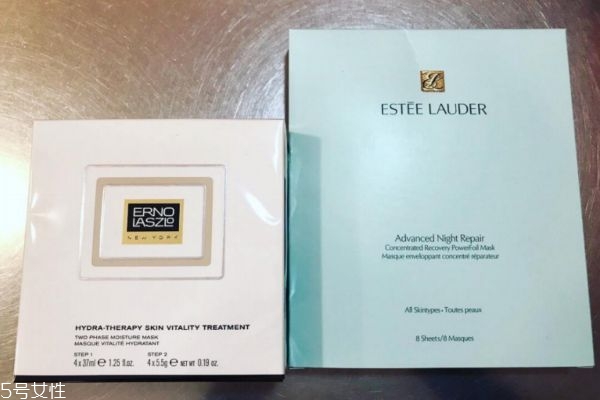 ERNO
LASZLO
NEW YORK
HYDRA-THERAPY SKIN VITALITY TREATMENT
TWO PHASE MOISTURE MASK
MASQUE VITALITÉ HYDRATANT
STEP 1 STEP 2
4 x 37ml ℮ 1.25 fl.oz. 4 x 5.5g ℮ NET WT 0.19 oz.
ESTĒE LAUDER
Advanced Night Repair
Concentrated Recovery PowerFoil Mask
Masque enveloppant concentré réparateur
All Skintypes • Toutes peaux
8 Sheets/8 Masques
5号女性